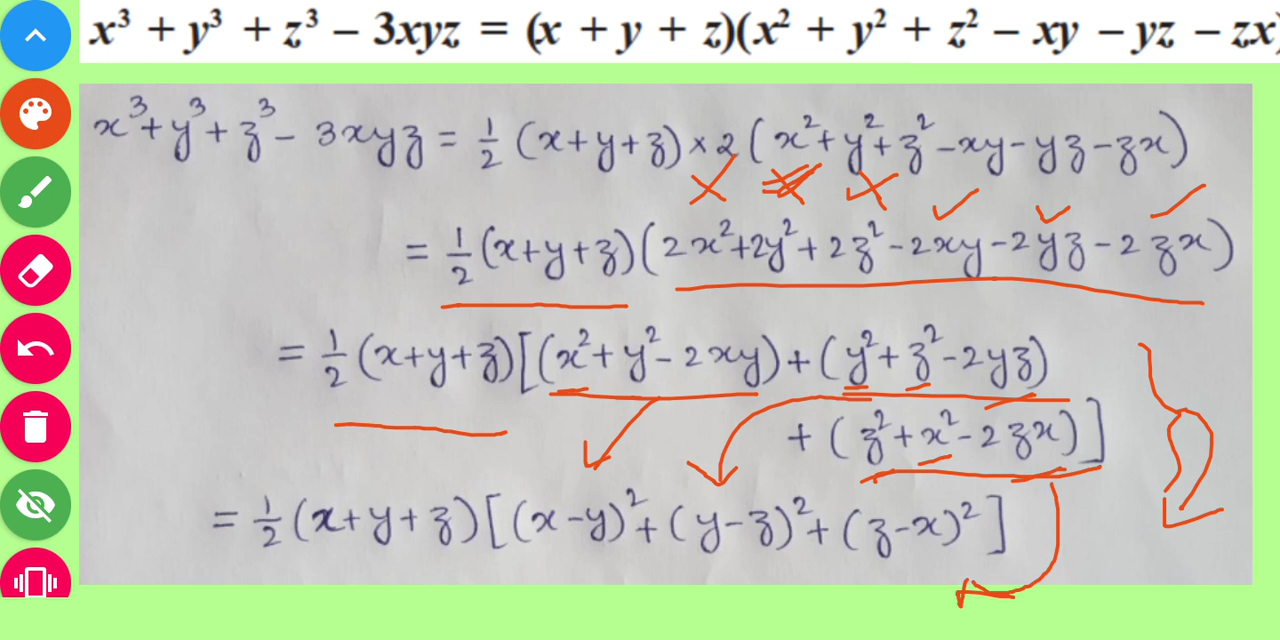 x³ + y³ + z³ – 3xyz = (x + y + z)(x² + y² + z² – xy – yz – zx)
x³+y³+z³- 3xyz = 1/2 (x+y+z)×2(x²+y²+z²-xy-yz-zx)
= 1/2(x+y+z)(2x²+2y²+2z²-2xy-2yz-2zx)
= 1/2(x+y+z)[(x²+y²-2xy)+(y²+z²-2yz)
+(z²+x²-2zx)]
= 1/2(x+y+z)[(x-y)²+(y-z)²+(z-x)²]